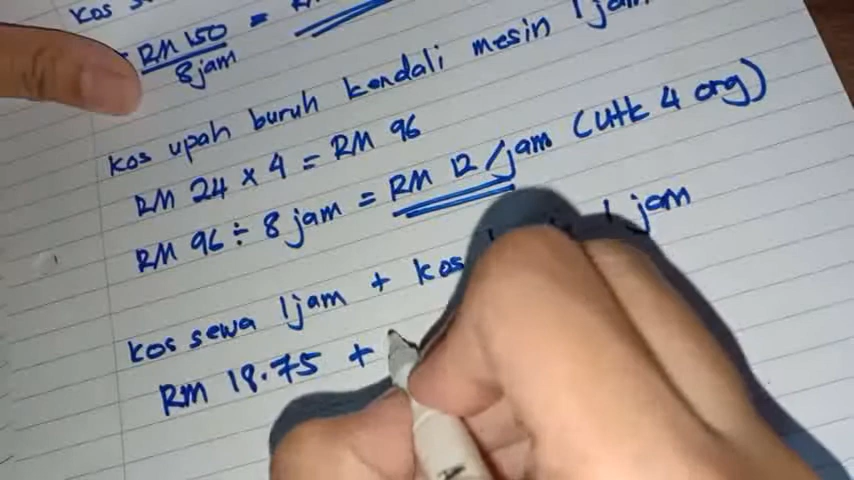 Kos
= RM 150 =
8 jam
Kos upah buruh kendali mesin 1 jam.
RM 24 × 4 = RM 96
RM 96 ÷ 8 jam = RM 12 / jam (utk 4 org)
Kos sewa 1 jam + kos 1 jam
RM 18.75 +